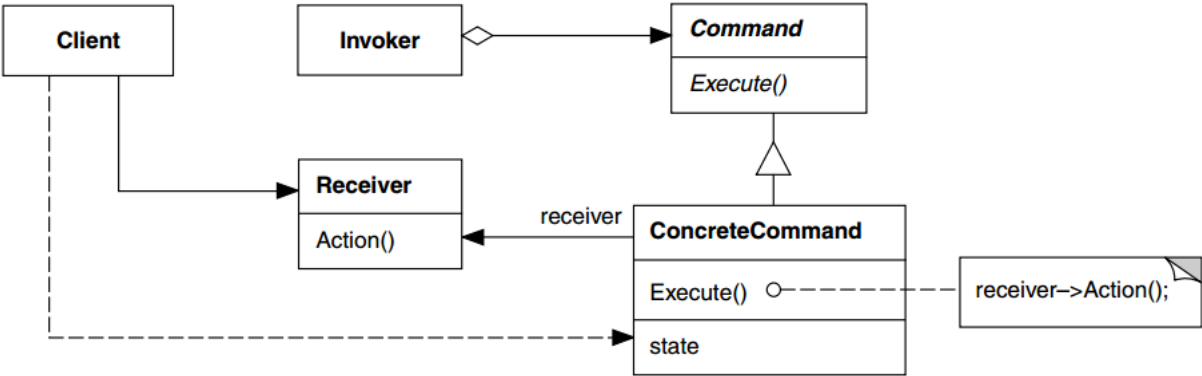 Client
Invoker
Command
Execute()
Receiver
Action()
receiver
ConcreteCommand
Execute()
receiver–>Action();
state